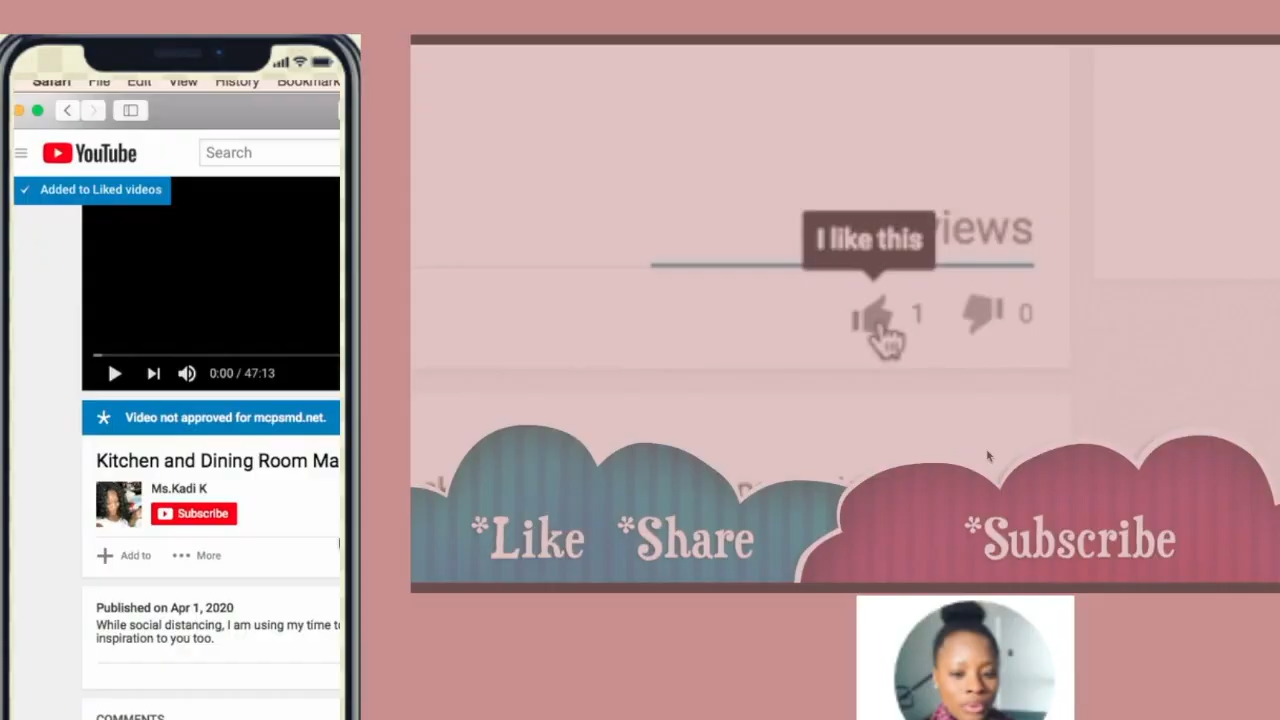 Safari File Edit View History Bookmark
YouTube
Search
Added to Liked videos
0:00 / 47:13
Video not approved for mcpsmd.net.
Kitchen and Dining Room Ma
Ms.Kadi K
Subscribe
Add to
More
Published on Apr 1, 2020
While social distancing, I am using my time to
inspiration to you too.
COMMENTS
views
I like this
1
0
*Like *Share
*Subscribe